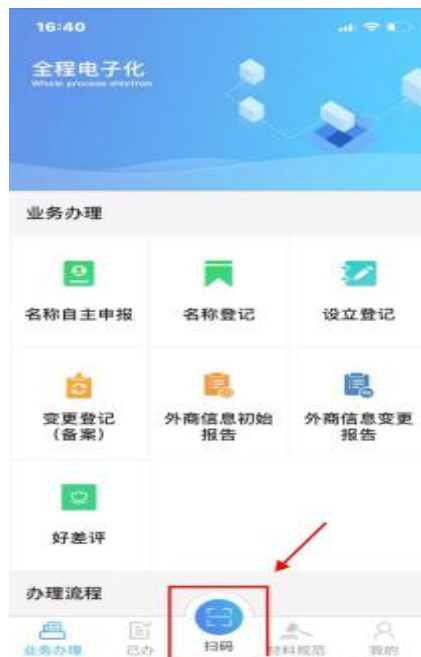 16:40
全程电子化
Whole process electron
业务办理
名称自主申报
名称登记
设立登记
变更登记
(备案)
外商信息初始
报告
外商信息变更
报告
好差评
办理流程
业务办理
已办
扫码
材料规范
我的